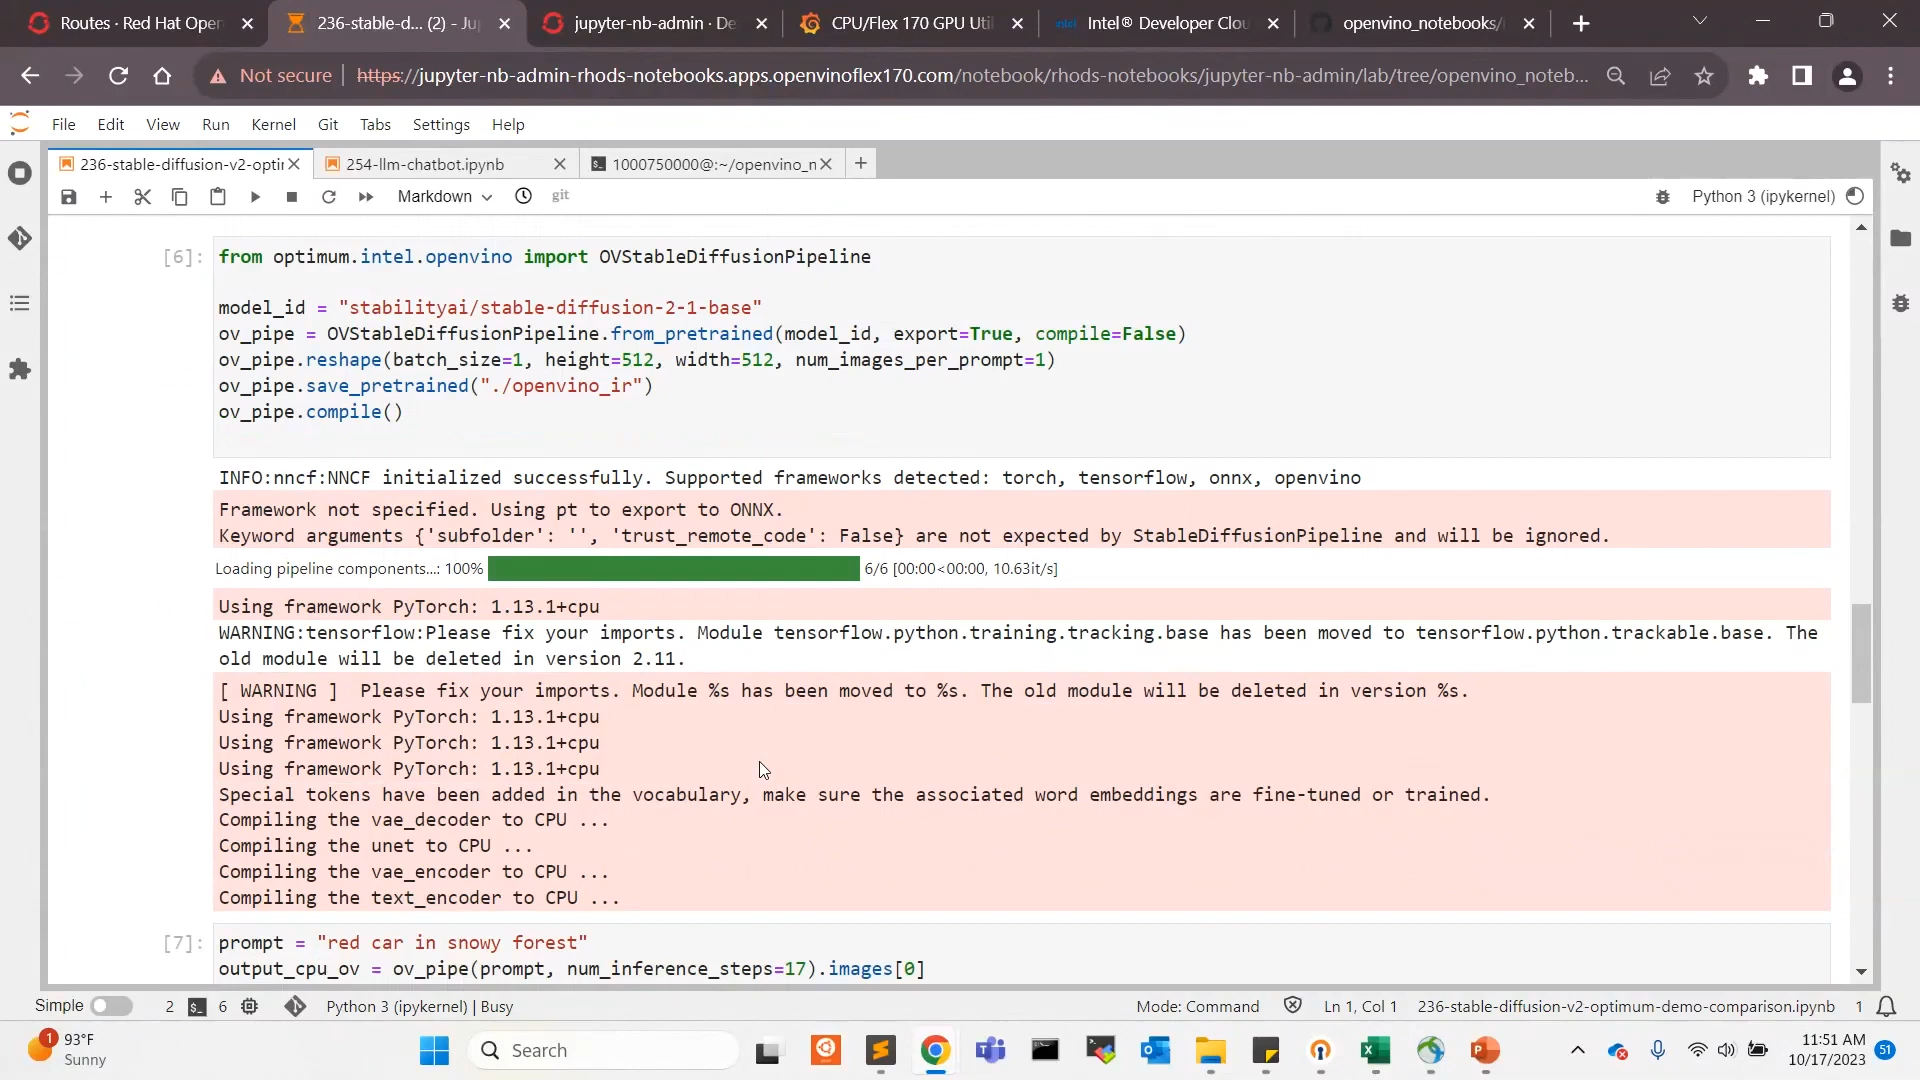 Routes · Red Hat Open
236-stable-d... (2) - Ju
jupyter-nb-admin · De
CPU/Flex 170 GPU Uti
Intel® Developer Clou
openvino_notebooks/
Not secure
https://jupyter-nb-admin-rhods-notebooks.apps.openvinoflex170.com/notebook/rhods-notebooks/jupyter-nb-admin/lab/tree/openvino_noteb...
File Edit View Run Kernel Git Tabs Settings Help
236-stable-diffusion-v2-opti
254-llm-chatbot.ipynb
1000750000@:~/openvino_n
Markdown
git
Python 3 (ipykernel)
[6]: from optimum.intel.openvino import OVStableDiffusionPipeline
model_id = "stabilityai/stable-diffusion-2-1-base"
ov_pipe = OVStableDiffusionPipeline.from_pretrained(model_id, export=True, compile=False)
ov_pipe.reshape(batch_size=1, height=512, width=512, num_images_per_prompt=1)
ov_pipe.save_pretrained("./openvino_ir")
ov_pipe.compile()
INFO:nncf:NNCF initialized successfully. Supported frameworks detected: torch, tensorflow, onnx, openvino
Framework not specified. Using pt to export to ONNX.
Keyword arguments {'subfolder': '', 'trust_remote_code': False} are not expected by StableDiffusionPipeline and will be ignored.
Loading pipeline components...: 100% 6/6 [00:00<00:00, 10.63it/s]
Using framework PyTorch: 1.13.1+cpu
WARNING:tensorflow:Please fix your imports. Module tensorflow.python.training.tracking.base has been moved to tensorflow.python.trackable.base. The
old module will be deleted in version 2.11.
[ WARNING ]  Please fix your imports. Module %s has been moved to %s. The old module will be deleted in version %s.
Using framework PyTorch: 1.13.1+cpu
Using framework PyTorch: 1.13.1+cpu
Using framework PyTorch: 1.13.1+cpu
Special tokens have been added in the vocabulary, make sure the associated word embeddings are fine-tuned or trained.
Compiling the vae_decoder to CPU ...
Compiling the unet to CPU ...
Compiling the vae_encoder to CPU ...
Compiling the text_encoder to CPU ...
[7]: prompt = "red car in snowy forest"
output_cpu_ov = ov_pipe(prompt, num_inference_steps=17).images[0]
Simple 2 6 Python 3 (ipykernel) | Busy Mode: Command Ln 1, Col 1 236-stable-diffusion-v2-optimum-demo-comparison.ipynb 1
1
93°F
Sunny
Search
11:51 AM
10/17/2023
51